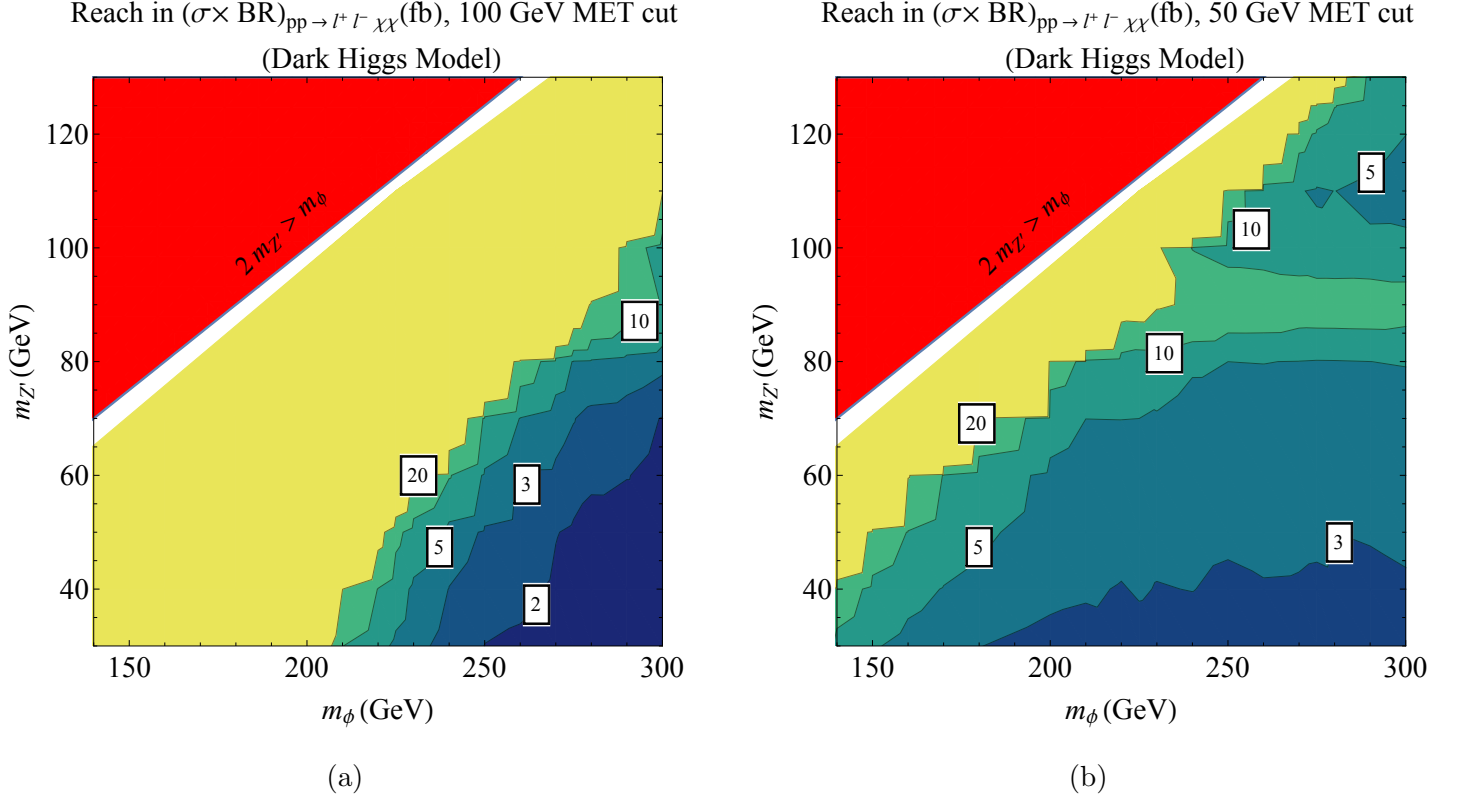 Reach in (σ× BR)pp → l+ l− χχ(fb), 100 GeV MET cut
(Dark Higgs Model)
2 mZ' > mϕ
10
20
3
5
2
120
100
80
60
40
mZ' (GeV)
150
200
250
300
mϕ (GeV)
(a)
Reach in (σ× BR)pp → l+ l− χχ(fb), 50 GeV MET cut
(Dark Higgs Model)
2 mZ' > mϕ
5
10
10
20
5
3
120
100
80
60
40
mZ' (GeV)
150
200
250
300
mϕ (GeV)
(b)